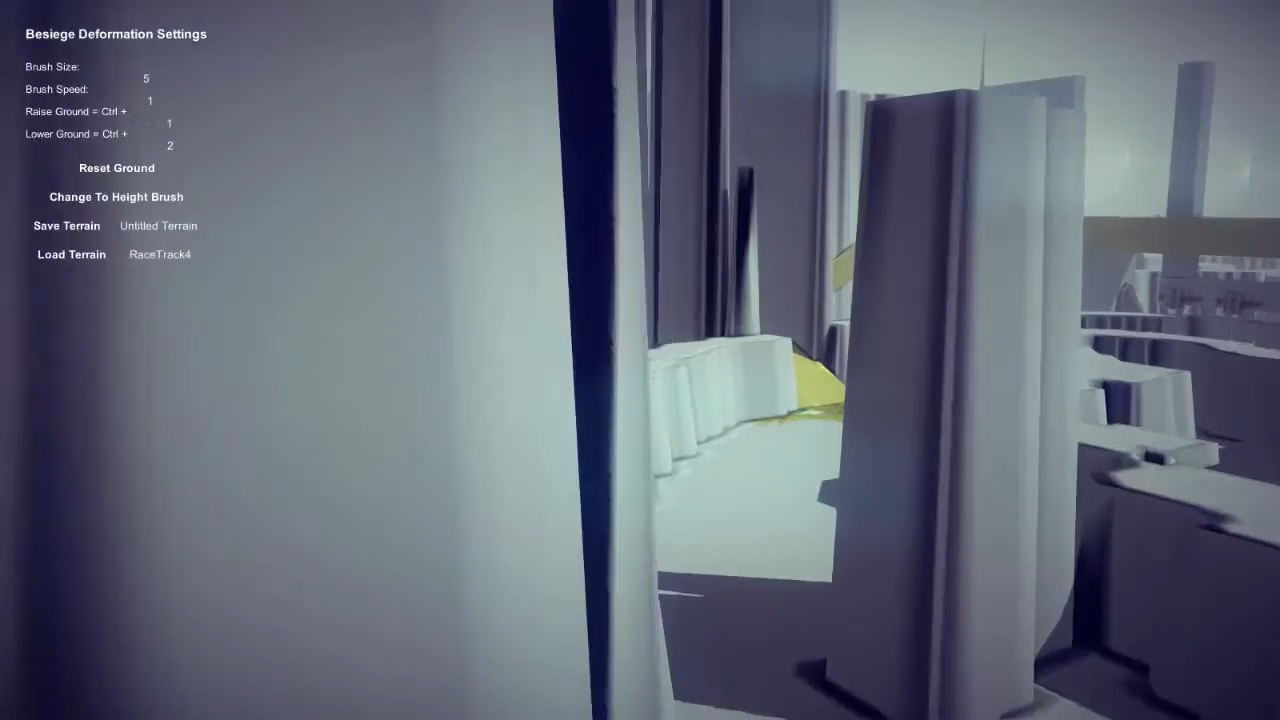 Besiege Deformation Settings
Brush Size:
5
Brush Speed:
1
Raise Ground = Ctrl +
1
Lower Ground = Ctrl +
2
Reset Ground
Change To Height Brush
Save Terrain Untitled Terrain
Load Terrain RaceTrack4